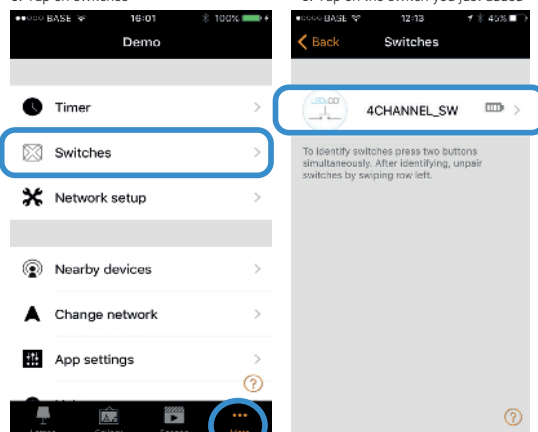 ●●○○○ BASE 16:01 100%
Demo
Timer
Switches
Network setup
Nearby devices
Change network
App settings
?
●○○○○ BASE 12:13 45%
Back Switches
4CHANNEL_SW
To identify switches press two buttons
simultaneously. After identifying, unpair
switches by swiping row left.
?